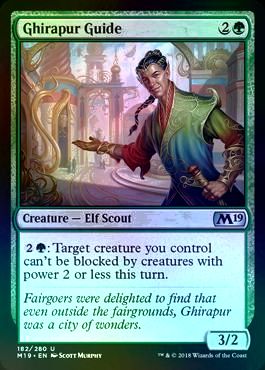 Ghirapur Guide 2
Creature — Elf Scout M19
2 : Target creature you control
can't be blocked by creatures with
power 2 or less this turn.
Fairgoers were delighted to find that
even outside the fairgrounds, Ghirapur
was a city of wonders.
3/2
182/280 U
M19 • EN SCOTT MURPHY ™ & © 2018 Wizards of the Coast